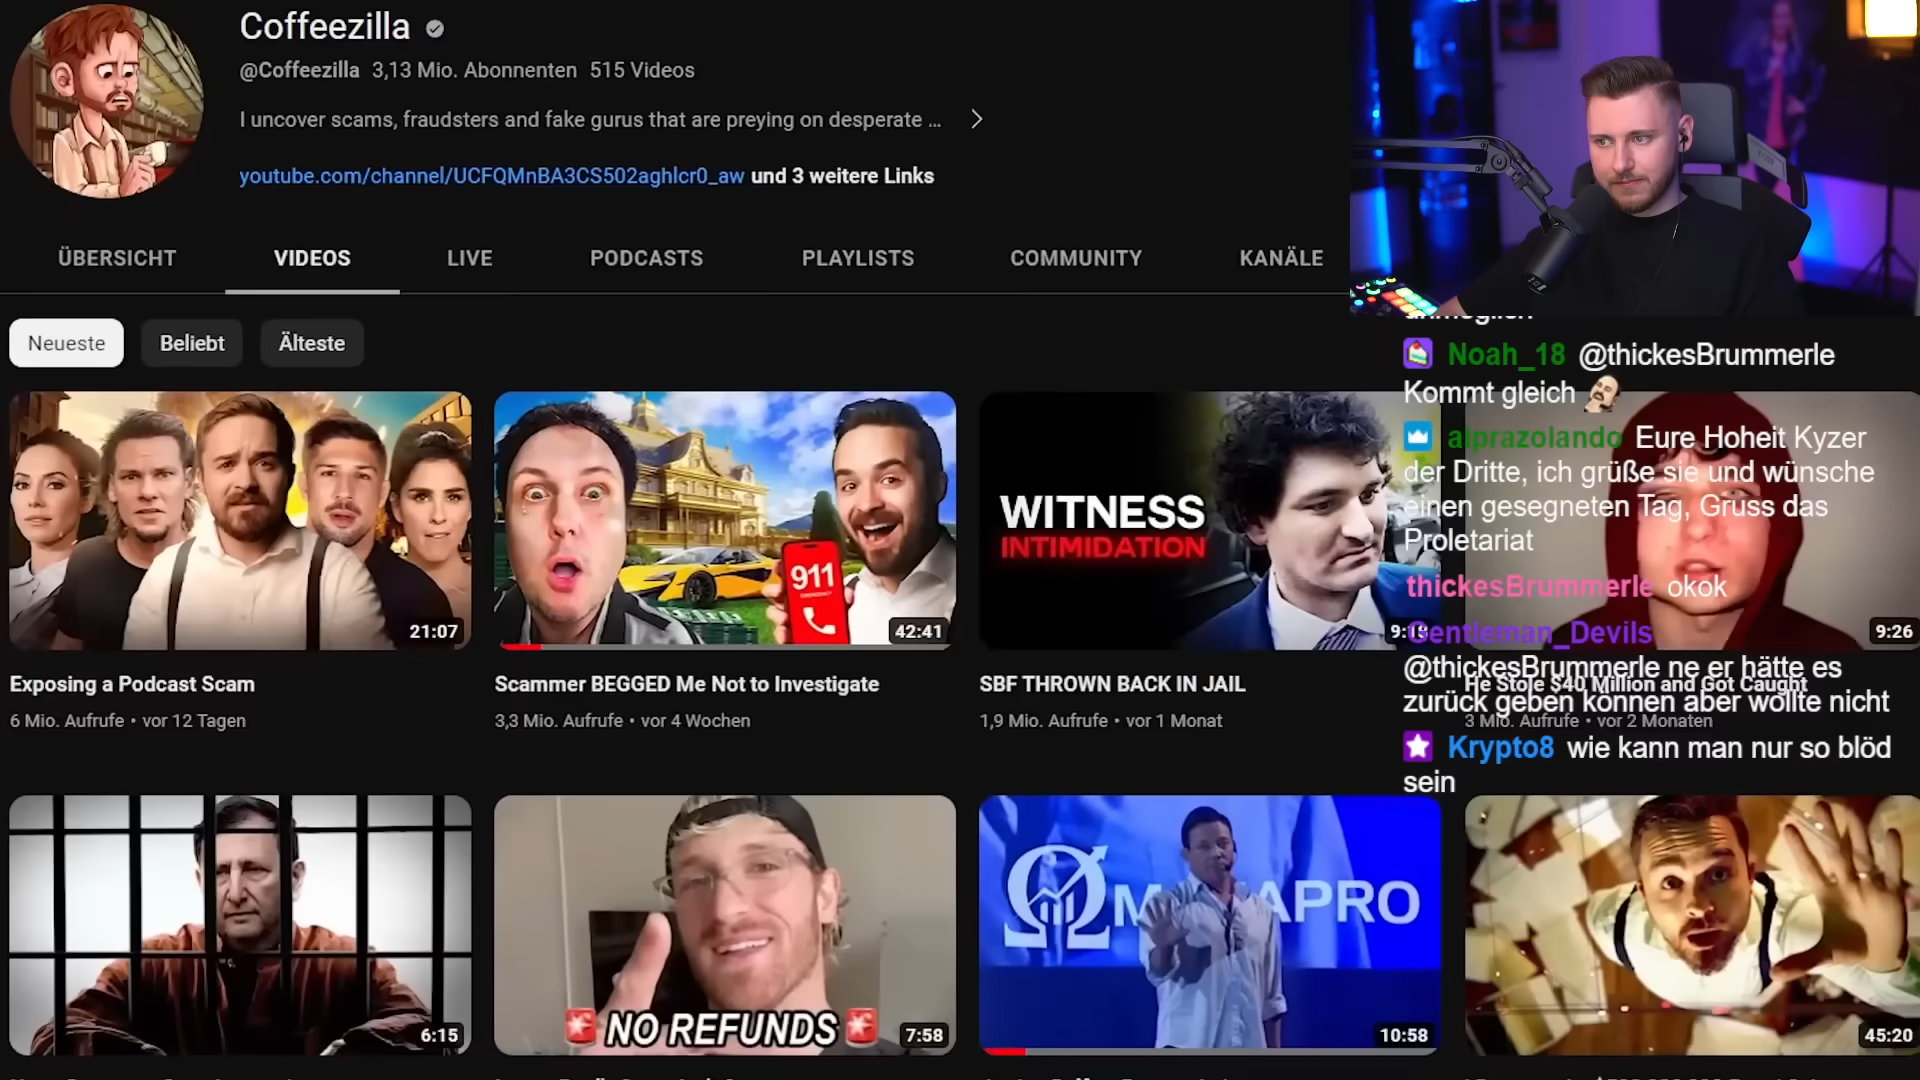 Coffeezilla
@Coffeezilla 3,13 Mio. Abonnenten 515 Videos
I uncover scams, fraudsters and fake gurus that are preying on desperate ...
youtube.com/channel/UCFQMnBA3CS502aghlcr0_aw und 3 weitere Links
ÜBERSICHT VIDEOS LIVE PODCASTS PLAYLISTS COMMUNITY KANÄLE
Neueste Beliebt Älteste
Noah_18 @thickesBrummerle
Kommt gleich
alprazolando Eure Hoheit Kyzer
der Dritte, ich grüße sie und wünsche
einen gesegneten Tag, Gruss das
Proletariat
thickesBrummerle okok
Gentleman_Devils
@thickesBrummerle ne er hätte es
zurück geben können aber wollte nicht
Krypto8 wie kann man nur so blöd
sein
21:07
911
42:41
WITNESS
INTIMIDATION
9:26
Exposing a Podcast Scam
6 Mio. Aufrufe • vor 12 Tagen
Scammer BEGGED Me Not to Investigate
3,3 Mio. Aufrufe • vor 4 Wochen
SBF THROWN BACK IN JAIL
1,9 Mio. Aufrufe • vor 1 Monat
He Stole $40 Million and Got Caught
3 Mio. Aufrufe • vor 2 Monaten
6:15
NO REFUNDS
7:58
APRO
10:58
45:20